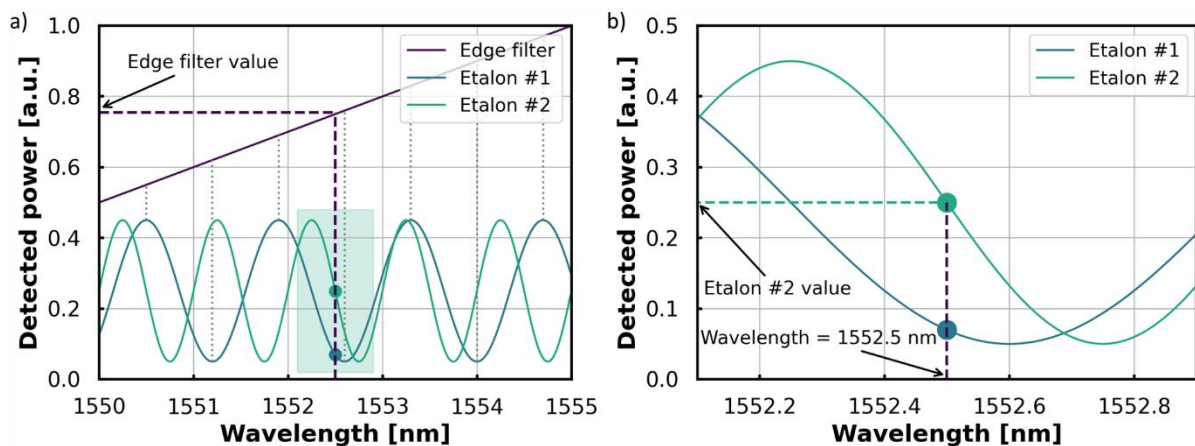 a)
Detected power [a.u.]
1.0
0.8
0.6
0.4
0.2
0.0
Edge filter value
Edge filter
Etalon #1
Etalon #2
1550 1551 1552 1553 1554 1555
Wavelength [nm]
b)
Detected power [a.u.]
0.5
0.4
0.3
0.2
0.1
0.0
Etalon #1
Etalon #2
Etalon #2 value
Wavelength = 1552.5 nm
1552.2 1552.4 1552.6 1552.8
Wavelength [nm]